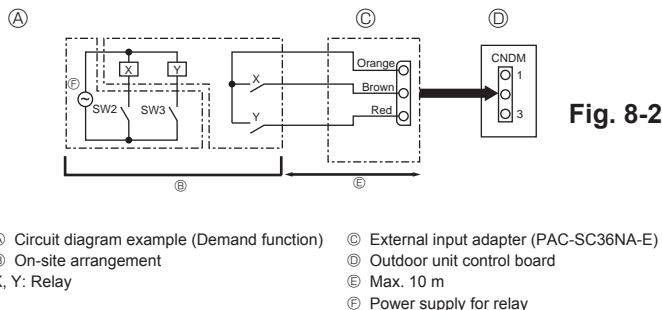 Ⓐ Ⓒ Ⓓ
CNDM
Orange
X Y X 1
Ⓕ Brown
SW2 SW3 Red Fig. 8-2
Y 3
Ⓑ Ⓔ
Circuit diagram example (Demand function)
On-site arrangement
, Y: Relay
Ⓒ External input adapter (PAC-SC36NA-E)
Ⓓ Outdoor unit control board
Ⓔ Max. 10 m
Ⓕ Power supply for relay